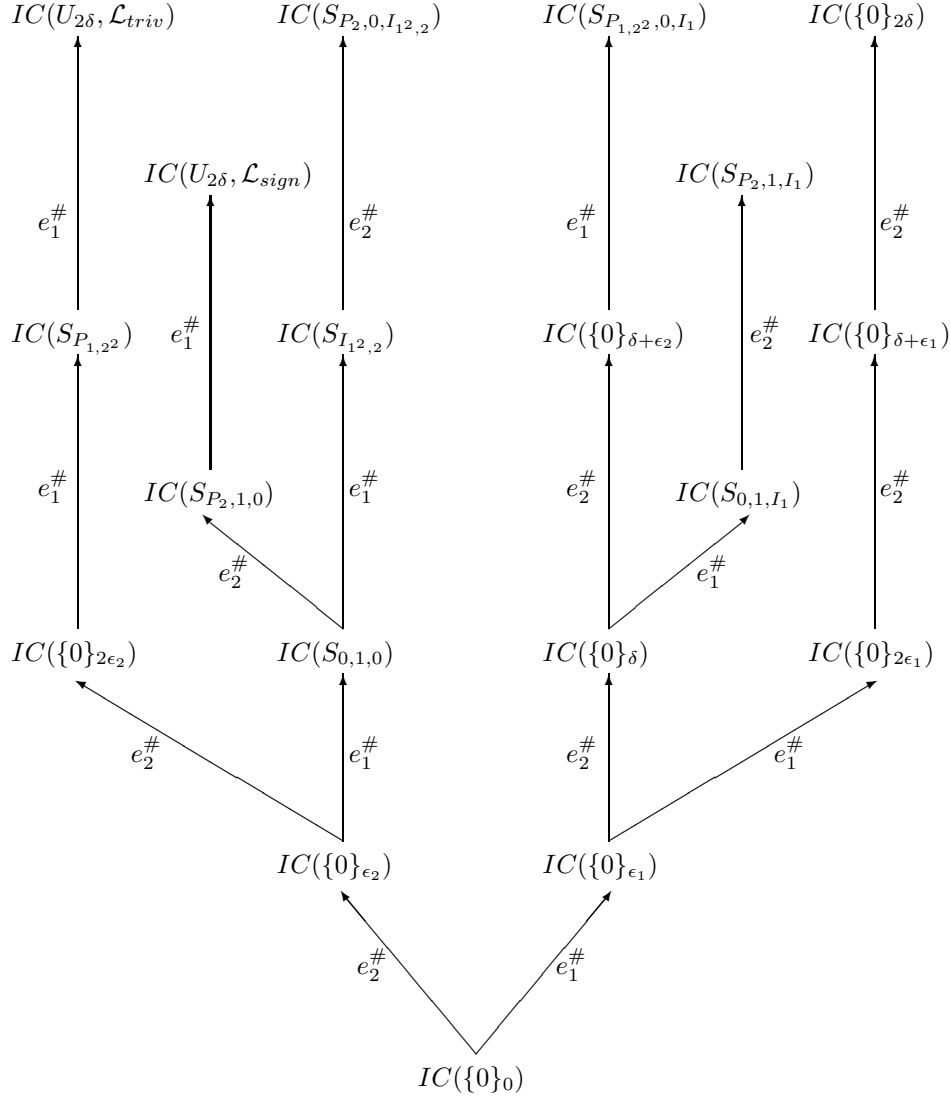 IC(U_{2δ}, ℒ_{triv}) IC(S_{P_2,0,I_{1^2,2}}) IC(S_{P_{1,2^2},0,I_1}) IC({0}_{2δ})
IC(U_{2δ}, ℒ_{sign}) IC(S_{P_2,1,I_1})
e_1^# e_2^# e_1^# e_2^#
IC(S_{P_{1,2^2}}) e_1^# IC(S_{I_{1^2,2}}) IC({0}_{δ+ϵ_2}) e_2^# IC({0}_{δ+ϵ_1})
e_1^# IC(S_{P_2,1,0}) e_1^# e_2^# IC(S_{0,1,I_1}) e_2^#
e_2^# e_1^#
IC({0}_{2ϵ_2}) IC(S_{0,1,0}) IC({0}_δ) IC({0}_{2ϵ_1})
e_2^# e_1^# e_2^# e_1^#
IC({0}_{ϵ_2}) IC({0}_{ϵ_1})
e_2^# e_1^#
IC({0}_0)